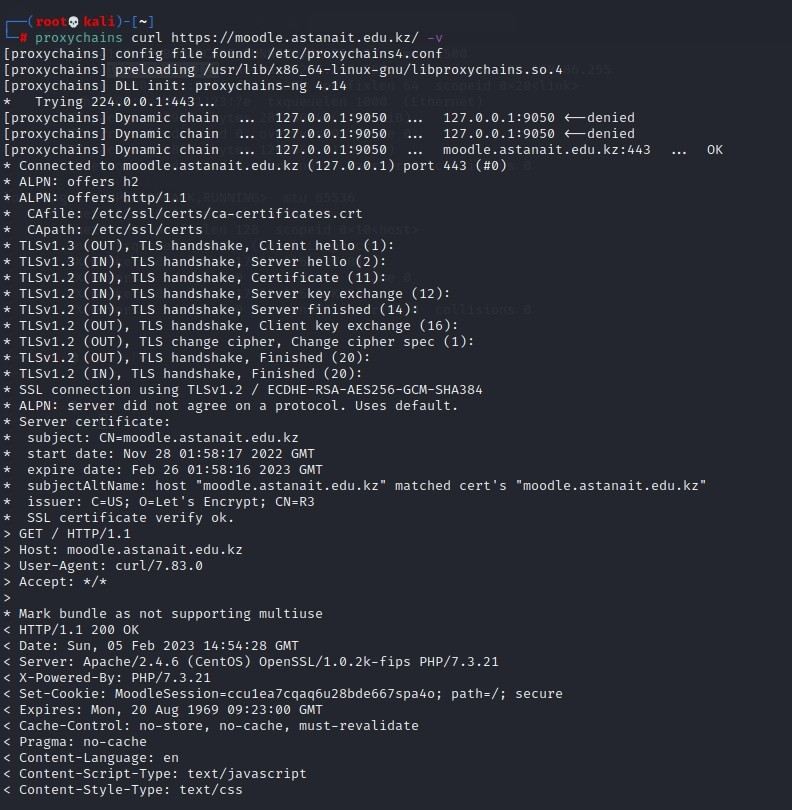 ┌──(root💀kali)-[~]
└─# proxychains curl https://moodle.astanait.edu.kz/ -v
[proxychains] config file found: /etc/proxychains4.conf
[proxychains] preloading /usr/lib/x86_64-linux-gnu/libproxychains.so.4
[proxychains] DLL init: proxychains-ng 4.14
*   Trying 224.0.0.1:443...
[proxychains] Dynamic chain  ...  127.0.0.1:9050  ...  127.0.0.1:9050 <--denied
[proxychains] Dynamic chain  ...  127.0.0.1:9050  ...  127.0.0.1:9050 <--denied
[proxychains] Dynamic chain  ...  127.0.0.1:9050  ...  moodle.astanait.edu.kz:443  ...  OK
* Connected to moodle.astanait.edu.kz (127.0.0.1) port 443 (#0)
* ALPN: offers h2
* ALPN: offers http/1.1
*  CAfile: /etc/ssl/certs/ca-certificates.crt
*  CApath: /etc/ssl/certs
* TLSv1.3 (OUT), TLS handshake, Client hello (1):
* TLSv1.3 (IN), TLS handshake, Server hello (2):
* TLSv1.2 (IN), TLS handshake, Certificate (11):
* TLSv1.2 (IN), TLS handshake, Server key exchange (12):
* TLSv1.2 (IN), TLS handshake, Server finished (14):
* TLSv1.2 (OUT), TLS handshake, Client key exchange (16):
* TLSv1.2 (OUT), TLS change cipher, Change cipher spec (1):
* TLSv1.2 (OUT), TLS handshake, Finished (20):
* TLSv1.2 (IN), TLS handshake, Finished (20):
* SSL connection using TLSv1.2 / ECDHE-RSA-AES256-GCM-SHA384
* ALPN: server did not agree on a protocol. Uses default.
* Server certificate:
*  subject: CN=moodle.astanait.edu.kz
*  start date: Nov 28 01:58:17 2022 GMT
*  expire date: Feb 26 01:58:16 2023 GMT
*  subjectAltName: host "moodle.astanait.edu.kz" matched cert's "moodle.astanait.edu.kz"
*  issuer: C=US; O=Let's Encrypt; CN=R3
*  SSL certificate verify ok.
> GET / HTTP/1.1
> Host: moodle.astanait.edu.kz
> User-Agent: curl/7.83.0
> Accept: */*
>
* Mark bundle as not supporting multiuse
< HTTP/1.1 200 OK
< Date: Sun, 05 Feb 2023 14:54:28 GMT
< Server: Apache/2.4.6 (CentOS) OpenSSL/1.0.2k-fips PHP/7.3.21
< X-Powered-By: PHP/7.3.21
< Set-Cookie: MoodleSession=ccu1ea7cqaq6u28bde667spa4o; path=/; secure
< Expires: Mon, 20 Aug 1969 09:23:00 GMT
< Cache-Control: no-store, no-cache, must-revalidate
< Pragma: no-cache
< Content-Language: en
< Content-Script-Type: text/javascript
< Content-Style-Type: text/css